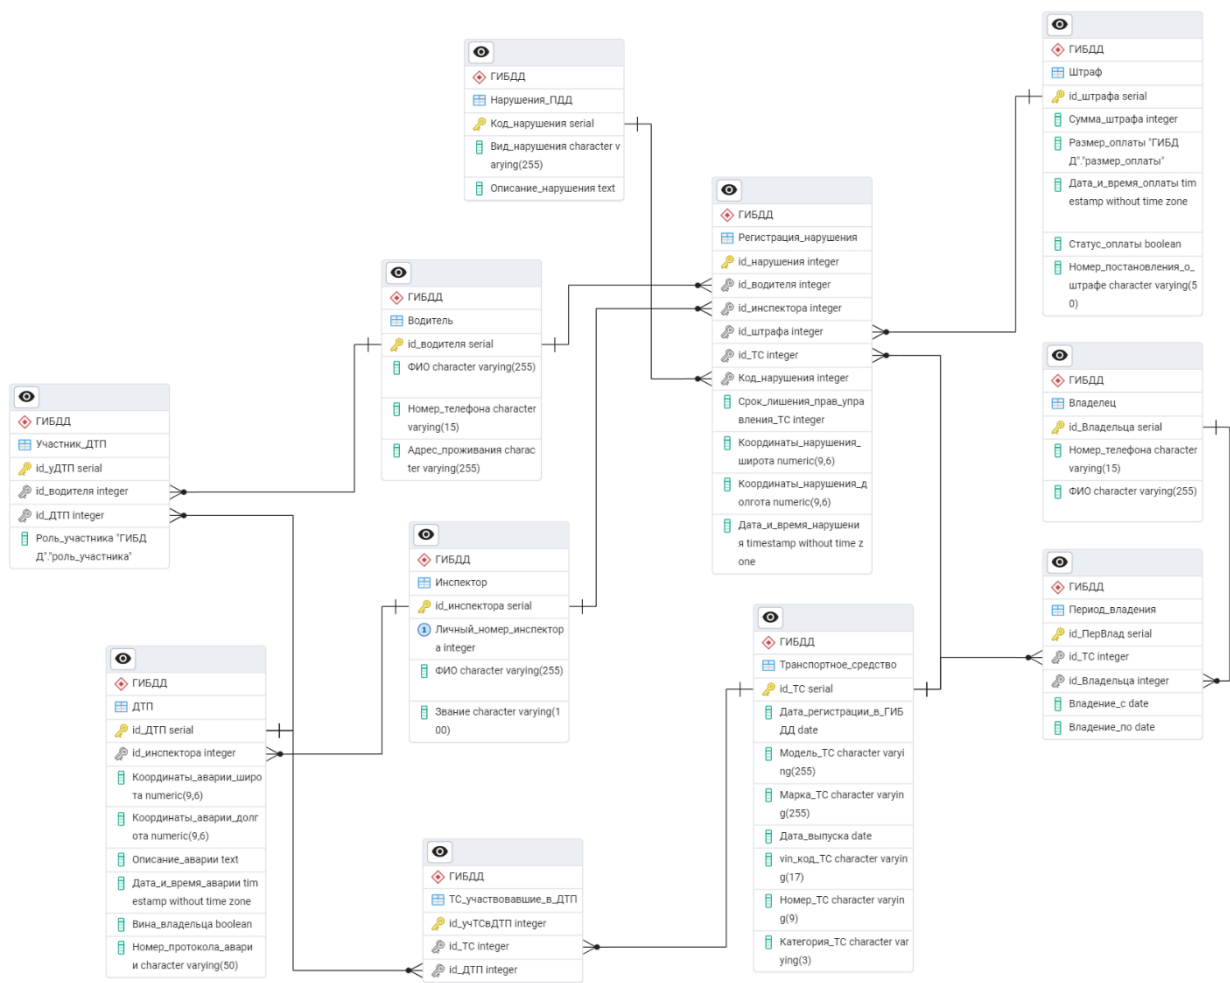 ГИБДД
Нарушения_ПДД
Код_нарушения serial
Вид_нарушения character v
arying(255)
Описание_нарушения text
ГИБДД
Штраф
id_штрафа serial
Сумма_штрафа integer
Размер_оплаты "ГИБД
Д"."размер_оплаты"
Дата_и_время_оплаты tim
estamp without time zone
Статус_оплаты boolean
Номер_постановления_о_
штрафе character varying(5
0)
ГИБДД
Регистрация_нарушения
id_нарушения integer
id_водителя integer
id_инспектора integer
id_штрафа integer
id_ТС integer
Код_нарушения integer
Срок_лишения_прав_упра
вления_ТС integer
Координаты_нарушения_
широта numeric(9,6)
Координаты_нарушения_д
олгота numeric(9,6)
Дата_и_время_нарушени
я timestamp without time z
one
ГИБДД
Водитель
id_водителя serial
ФИО character varying(255)
Номер_телефона character
varying(15)
Адрес_проживания charac
ter varying(255)
ГИБДД
Владелец
id_Владельца serial
Номер_телефона character
varying(15)
ФИО character varying(255)
ГИБДД
Участник_ДТП
id_уДТП serial
id_водителя integer
id_ДТП integer
Роль_участника "ГИБД
Д"."роль_участника"
ГИБДД
Инспектор
id_инспектора serial
1
Личный_номер_инспектор
а integer
ФИО character varying(255)
Звание character varying(1
00)
ГИБДД
Период_владения
id_ПерВлад serial
id_ТС integer
id_Владельца integer
Владение_с date
Владение_по date
ГИБДД
Транспортное_средство
id_ТС serial
Дата_регистрации_в_ГИБ
ДД date
Модель_ТС character varyi
ng(255)
Марка_ТС character varyin
g(255)
Дата_выпуска date
vin_код_ТС character varyin
g(17)
Номер_ТС character varyin
g(9)
Категория_ТС character var
ying(3)
ГИБДД
ДТП
id_ДТП serial
id_инспектора integer
Координаты_аварии_широ
та numeric(9,6)
Координаты_аварии_долг
ота numeric(9,6)
Описание_аварии text
Дата_и_время_аварии tim
estamp without time zone
Вина_владельца boolean
Номер_протокола_авари
и character varying(50)
ГИБДД
ТС_участвовавшие_в_ДТП
id_учТСвДТП integer
id_ТС integer
id_ДТП integer